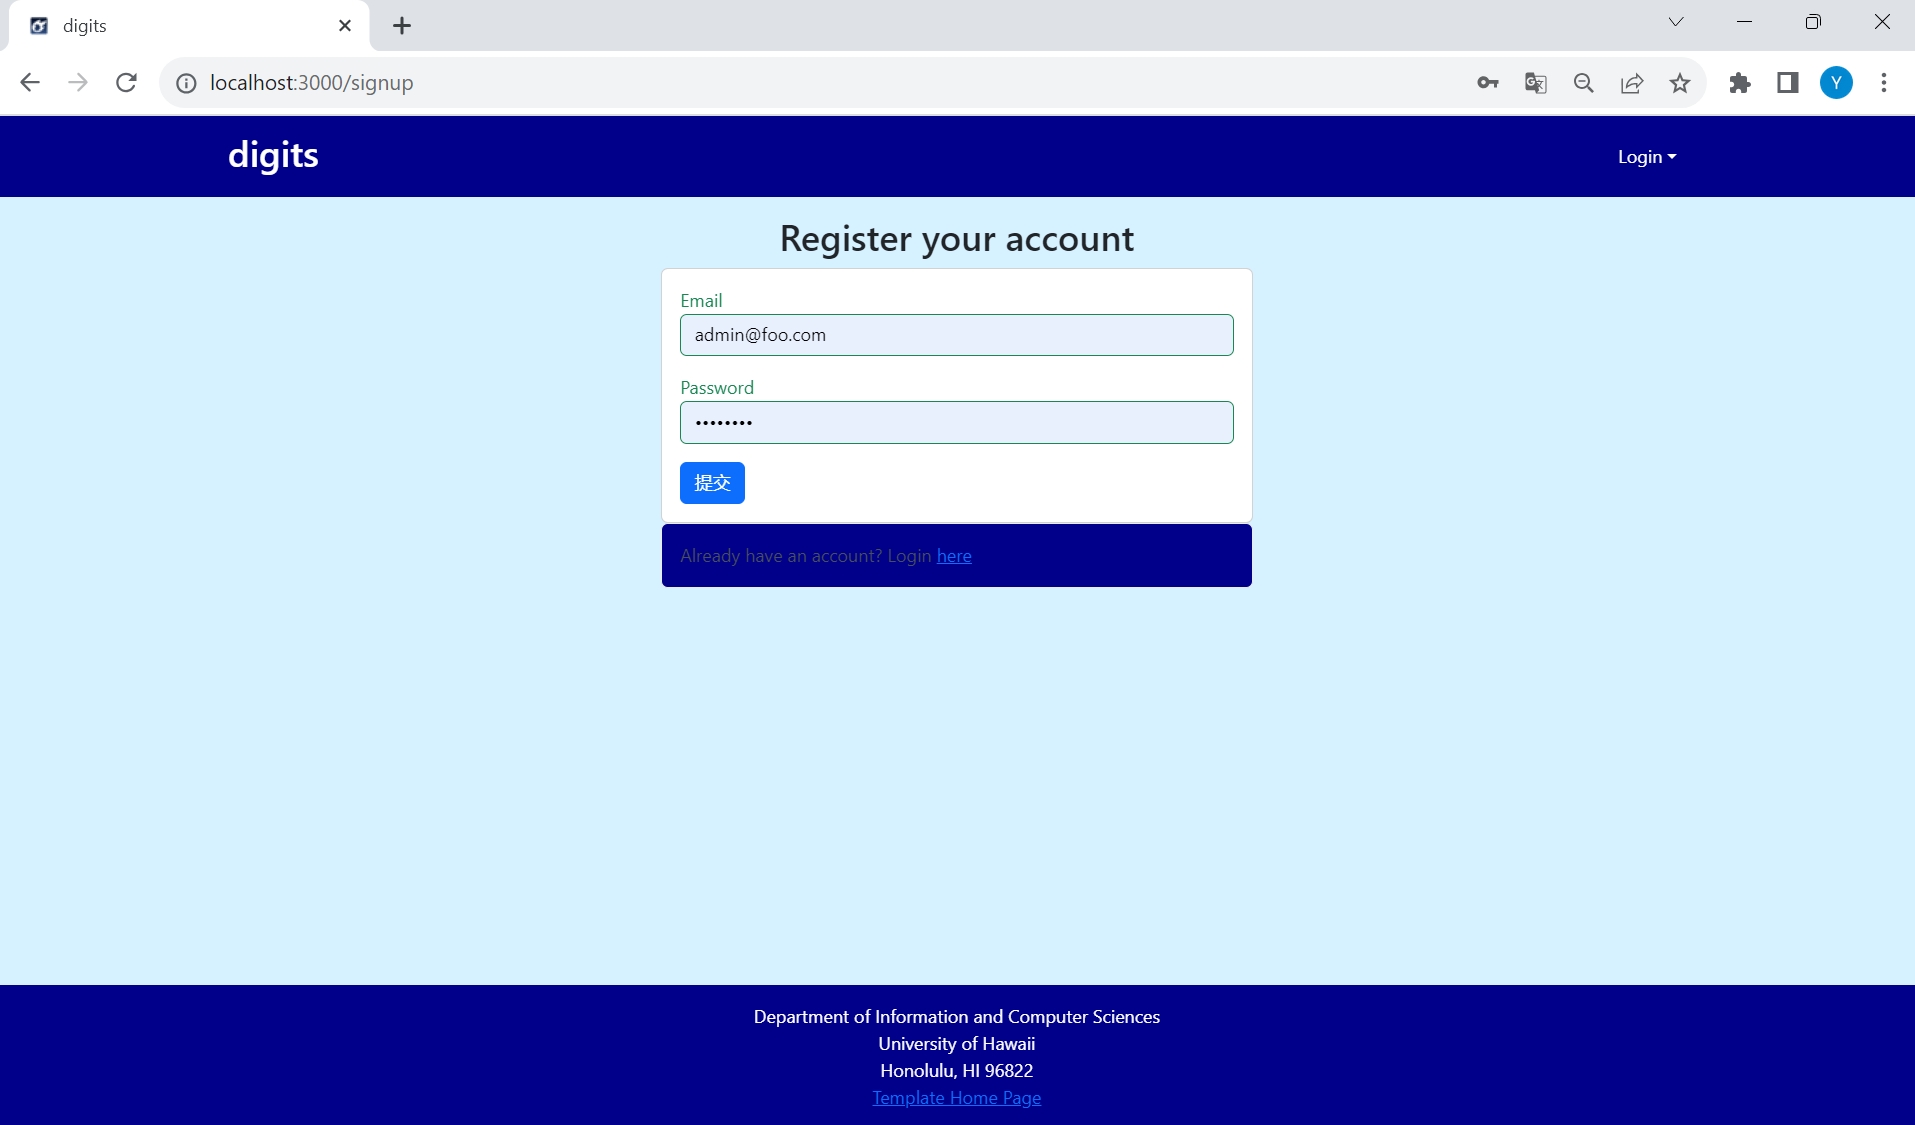 digits
localhost:3000/signup
Y
digits
Login
Register your account
Email
admin@foo.com
Password
••••••••
提交
Already have an account? Login here
Department of Information and Computer Sciences
University of Hawaii
Honolulu, HI 96822
Template Home Page